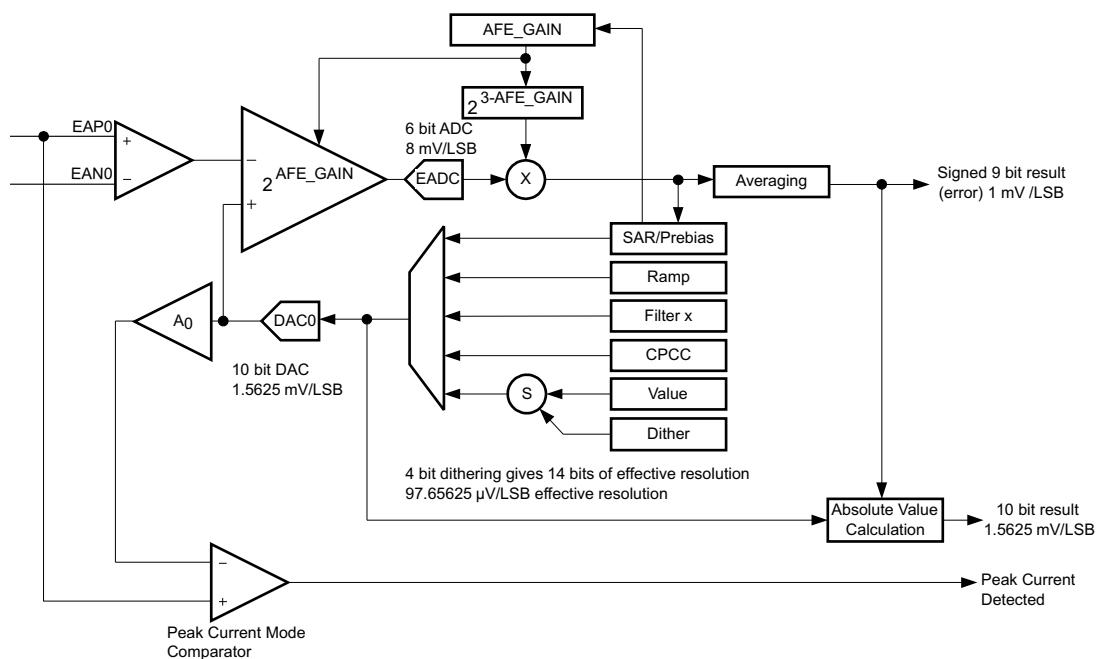 AFE_GAIN
2 3-AFE_GAIN
EAP0
+
EAN0
−
−
2 AFE_GAIN
+
6 bit ADC
8 mV/LSB
EADC
X
Averaging
Signed 9 bit result
(error) 1 mV /LSB
SAR/Prebias
Ramp
Filter x
CPCC
Value
Dither
S
A0
DAC0
10 bit DAC
1.5625 mV/LSB
4 bit dithering gives 14 bits of effective resolution
97.65625 μV/LSB effective resolution
Absolute Value
Calculation
10 bit result
1.5625 mV/LSB
−
+
Peak Current
Detected
Peak Current Mode
Comparator